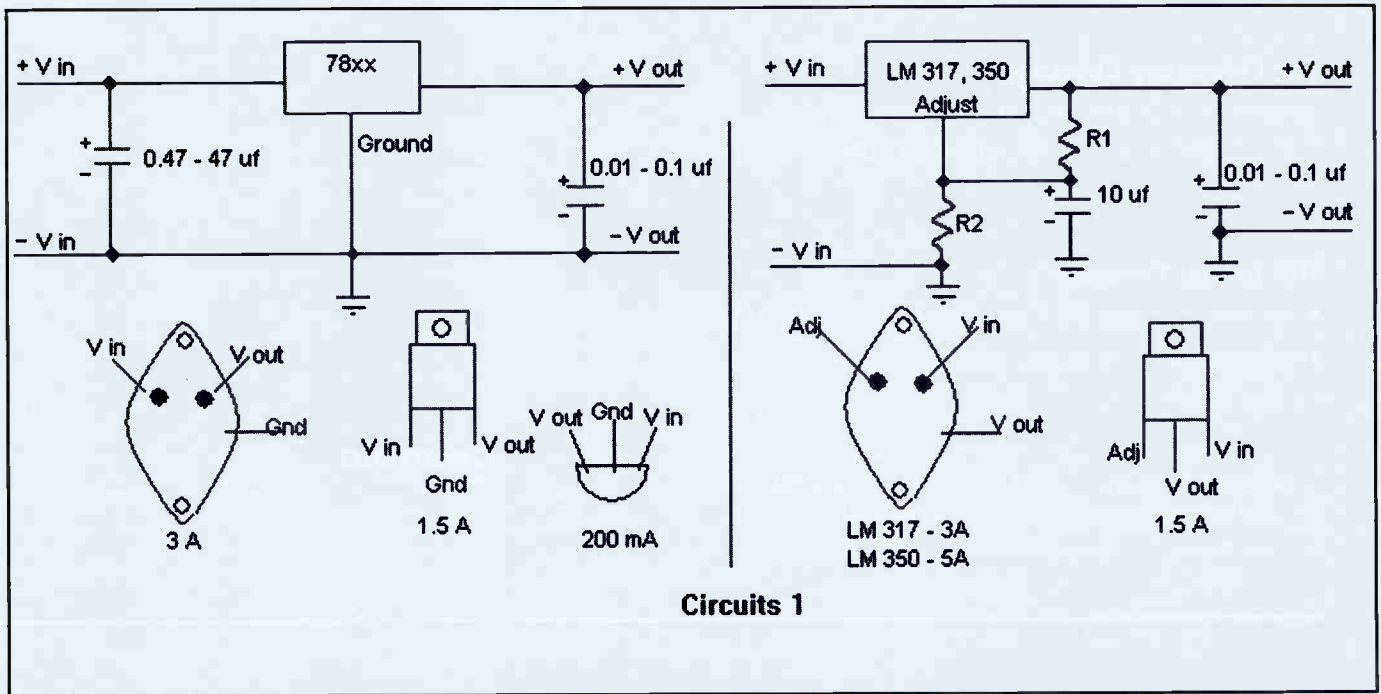 + V in
78xx
+ V out
Ground
+
0.47 - 47 uf
-
+
0.01 - 0.1 uf
-
- V in
- V out
V in
V out
Gnd
3 A
V in
Gnd
V out
1.5 A
V out
Gnd
V in
200 mA
+ V in
LM 317, 350
Adjust
+ V out
R1
+
10 uf
-
+
0.01 - 0.1 uf
-
R2
- V in
- V out
Adj
V in
V out
LM 317 - 3A
LM 350 - 5A
Adj
V out
V in
1.5 A
Circuits 1